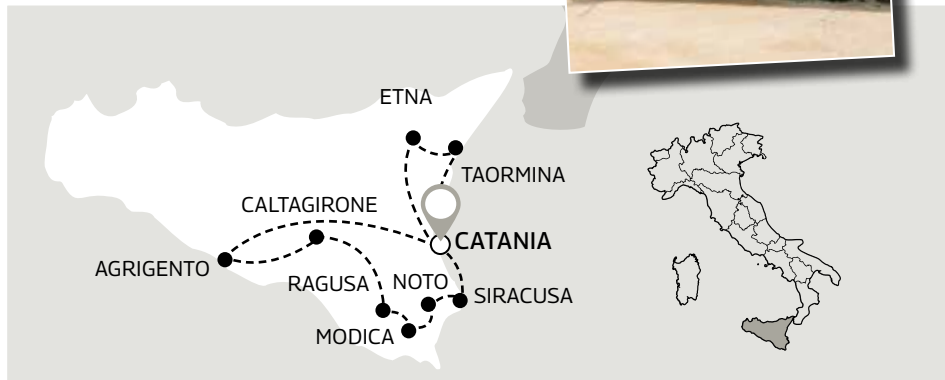 ETNA
TAORMINA
CALTAGIRONE
CATANIA
AGRIGENTO
RAGUSA
NOTO
SIRACUSA
MODICA